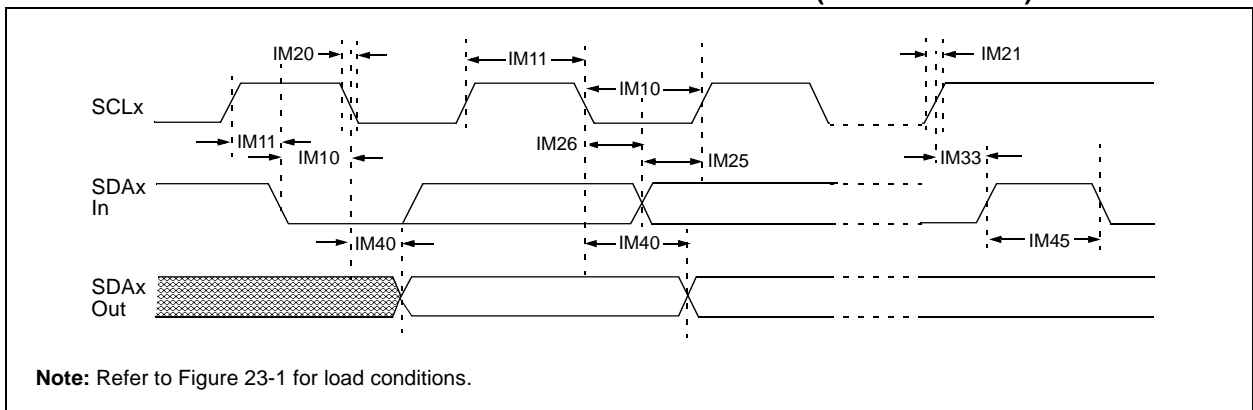 IM20
IM11
IM21
IM10
SCLx
IM11
IM10
IM26
IM25
IM33
SDAx
In
IM40
IM40
IM45
SDAx
Out
Note: Refer to Figure 23-1 for load conditions.